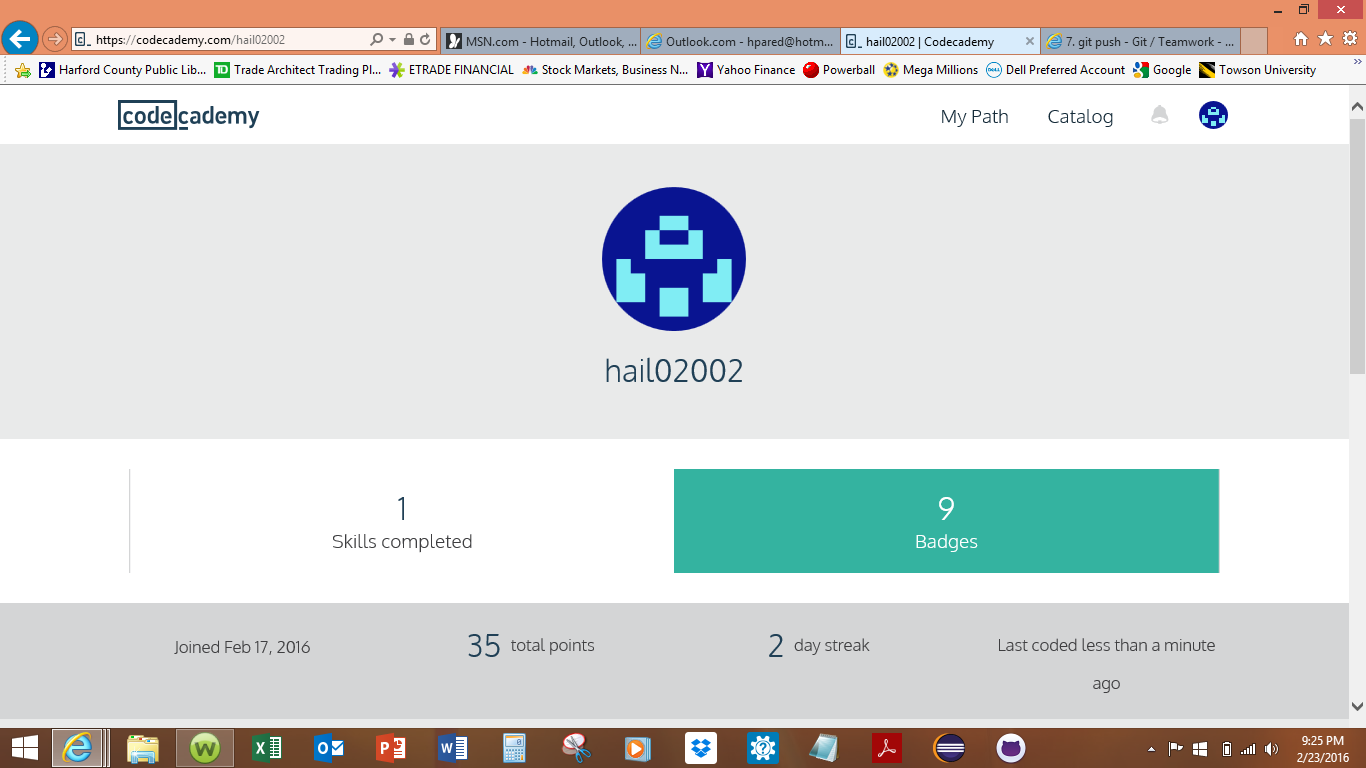 https://codecademy.com/hail02002
MSN.com - Hotmail, Outlook, ...
Outlook.com - hpared@hotm...
hail02002 | Codecademy
7. git push - Git / Teamwork - ...
Harford County Public Lib...
Trade Architect Trading Pl...
ETRADE FINANCIAL
Stock Markets, Business N...
Yahoo Finance
Powerball
Mega Millions
Dell Preferred Account
Google
Towson University
codecademy
My Path
Catalog
hail02002
1
Skills completed
9
Badges
Joined Feb 17, 2016
35 total points
2 day streak
Last coded less than a minute
ago
9:25 PM
2/23/2016